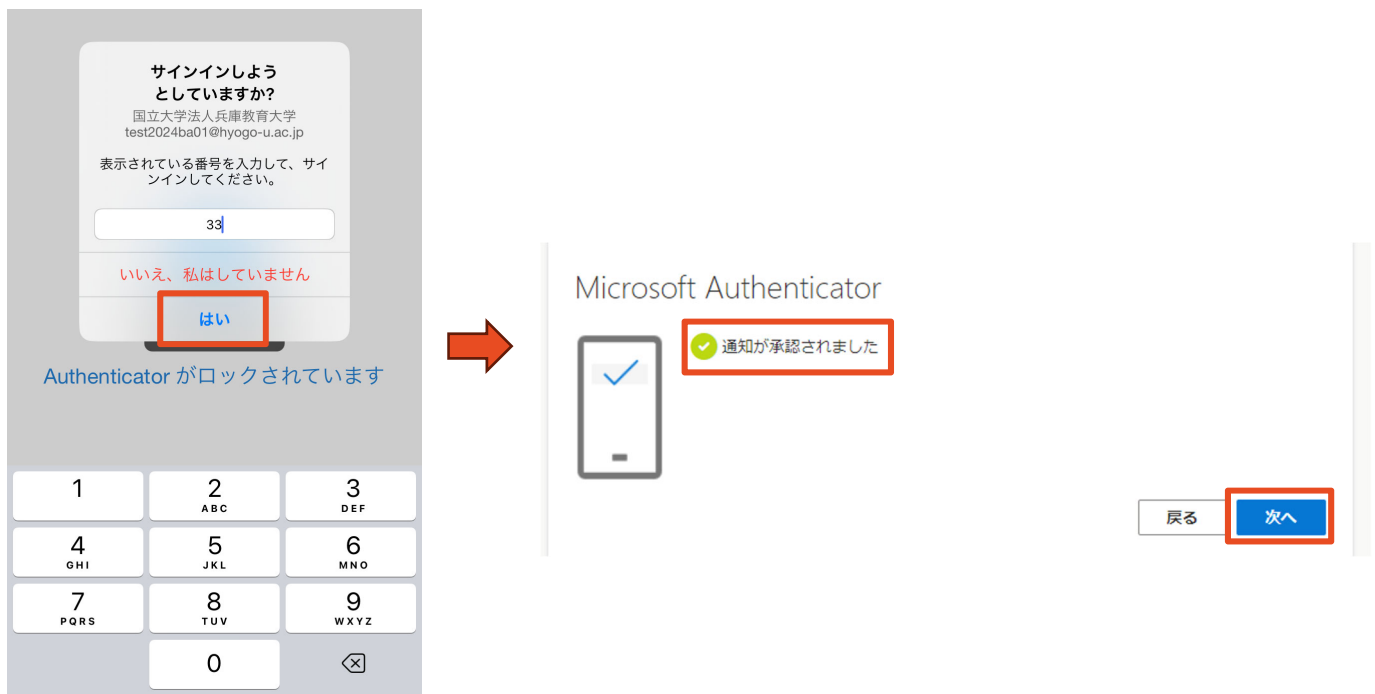 サインインしよう
としていますか?
国立大学法人兵庫教育大学
test2024ba01@hyogo-u.ac.jp
表示されている番号を入力して、サイ
ンインしてください。
33
いいえ、私はしていません
はい
Authenticator がロックされています
1
2
ABC
3
DEF
4
GHI
5
JKL
6
MNO
7
PQRS
8
TUV
9
WXYZ
0
Microsoft Authenticator
通知が承認されました
戻る
次へ